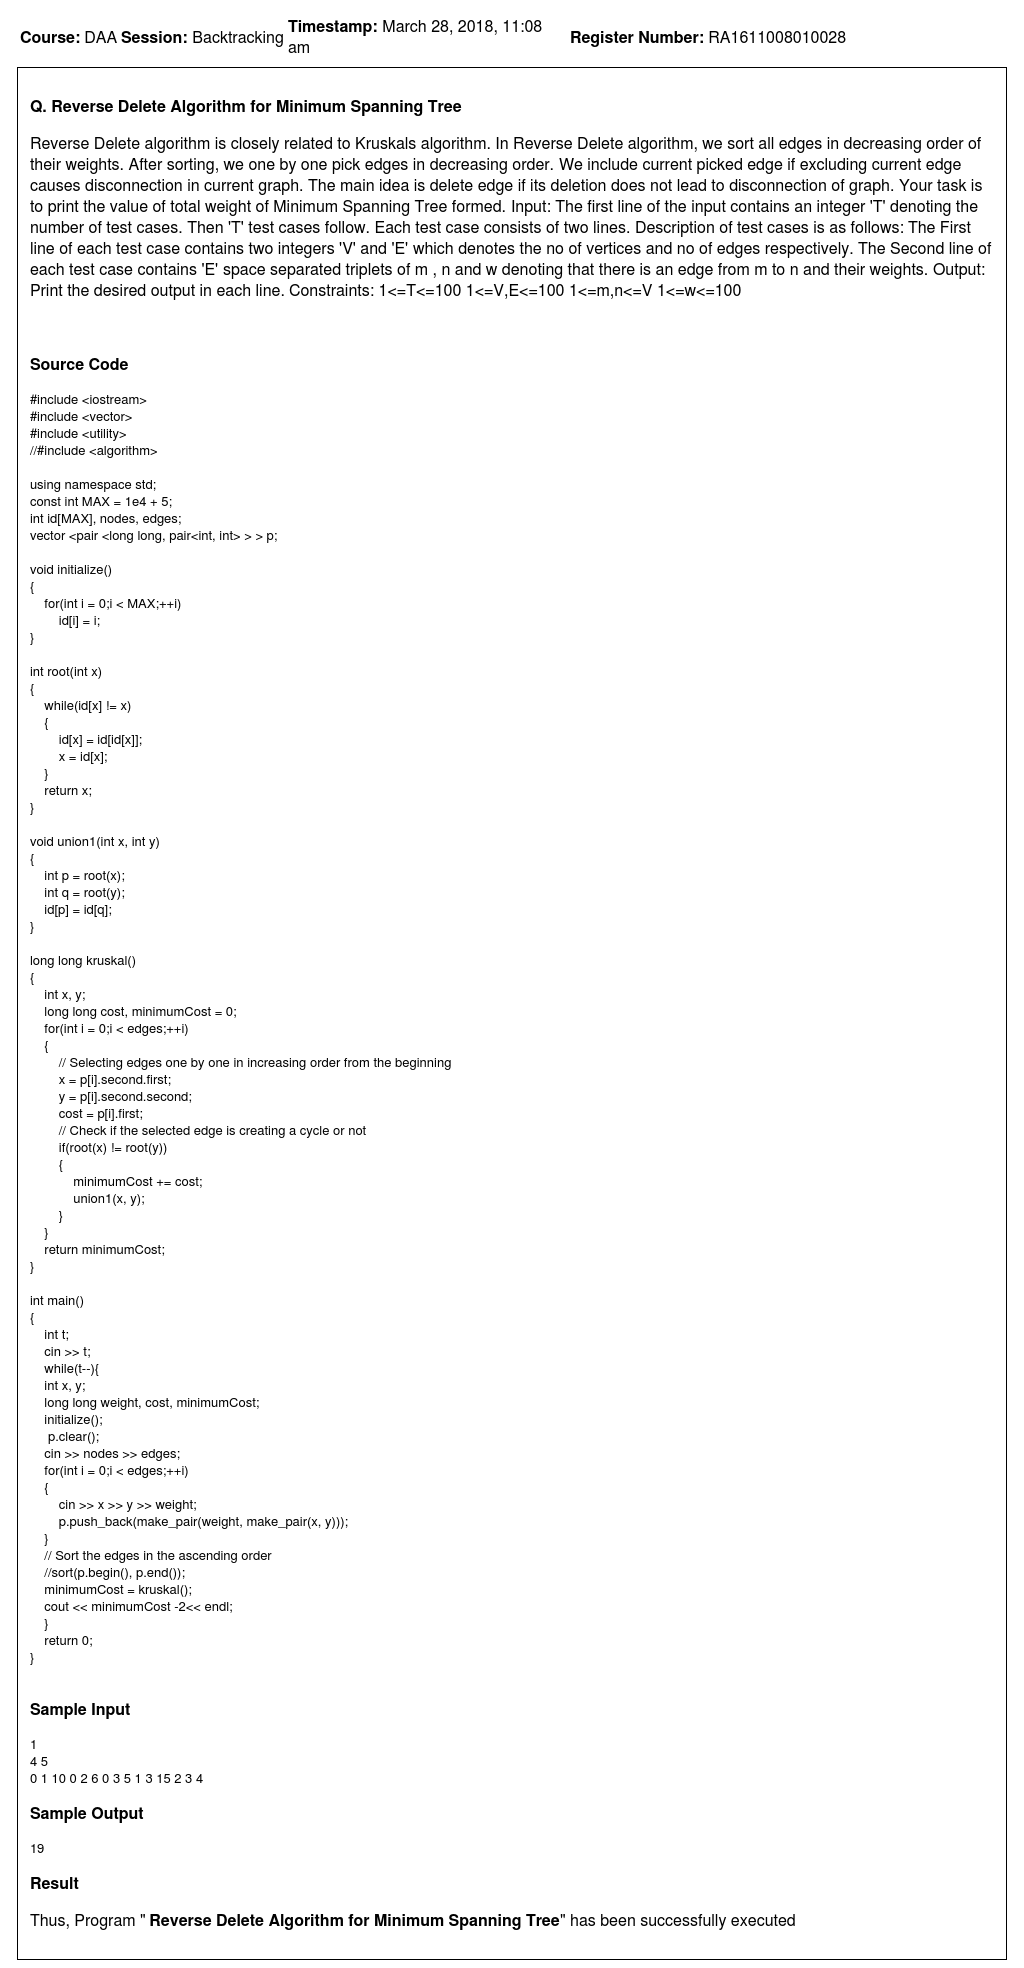 Course: DAA Session: Backtracking Timestamp: March 28, 2018, 11:08 am Register Number: RA1611008010028
Q. Reverse Delete Algorithm for Minimum Spanning Tree
Reverse Delete algorithm is closely related to Kruskals algorithm. In Reverse Delete algorithm, we sort all edges in decreasing order of
their weights. After sorting, we one by one pick edges in decreasing order. We include current picked edge if excluding current edge
causes disconnection in current graph. The main idea is delete edge if its deletion does not lead to disconnection of graph. Your task is
to print the value of total weight of Minimum Spanning Tree formed. Input: The first line of the input contains an integer 'T' denoting the
number of test cases. Then 'T' test cases follow. Each test case consists of two lines. Description of test cases is as follows: The First
line of each test case contains two integers 'V' and 'E' which denotes the no of vertices and no of edges respectively. The Second line of
each test case contains 'E' space separated triplets of m , n and w denoting that there is an edge from m to n and their weights. Output:
Print the desired output in each line. Constraints: 1<=T<=100 1<=V,E<=100 1<=m,n<=V 1<=w<=100
Source Code
#include <iostream>
#include <vector>
#include <utility>
//#include <algorithm>
using namespace std;
const int MAX = 1e4 + 5;
int id[MAX], nodes, edges;
vector <pair <long long, pair<int, int> > > p;
void initialize()
{
for(int i = 0;i < MAX;++i)
id[i] = i;
}
int root(int x)
{
while(id[x] != x)
{
id[x] = id[id[x]];
x = id[x];
}
return x;
}
void union1(int x, int y)
{
int p = root(x);
int q = root(y);
id[p] = id[q];
}
long long kruskal()
{
int x, y;
long long cost, minimumCost = 0;
for(int i = 0;i < edges;++i)
{
// Selecting edges one by one in increasing order from the beginning
x = p[i].second.first;
y = p[i].second.second;
cost = p[i].first;
// Check if the selected edge is creating a cycle or not
if(root(x) != root(y))
{
minimumCost += cost;
union1(x, y);
}
}
return minimumCost;
}
int main()
{
int t;
cin >> t;
while(t--){
int x, y;
long long weight, cost, minimumCost;
initialize();
p.clear();
cin >> nodes >> edges;
for(int i = 0;i < edges;++i)
{
cin >> x >> y >> weight;
p.push_back(make_pair(weight, make_pair(x, y)));
}
// Sort the edges in the ascending order
//sort(p.begin(), p.end());
minimumCost = kruskal();
cout << minimumCost -2<< endl;
}
return 0;
}
Sample Input
1
4 5
0 1 10 0 2 6 0 3 5 1 3 15 2 3 4
Sample Output
19
Result
Thus, Program " Reverse Delete Algorithm for Minimum Spanning Tree" has been successfully executed